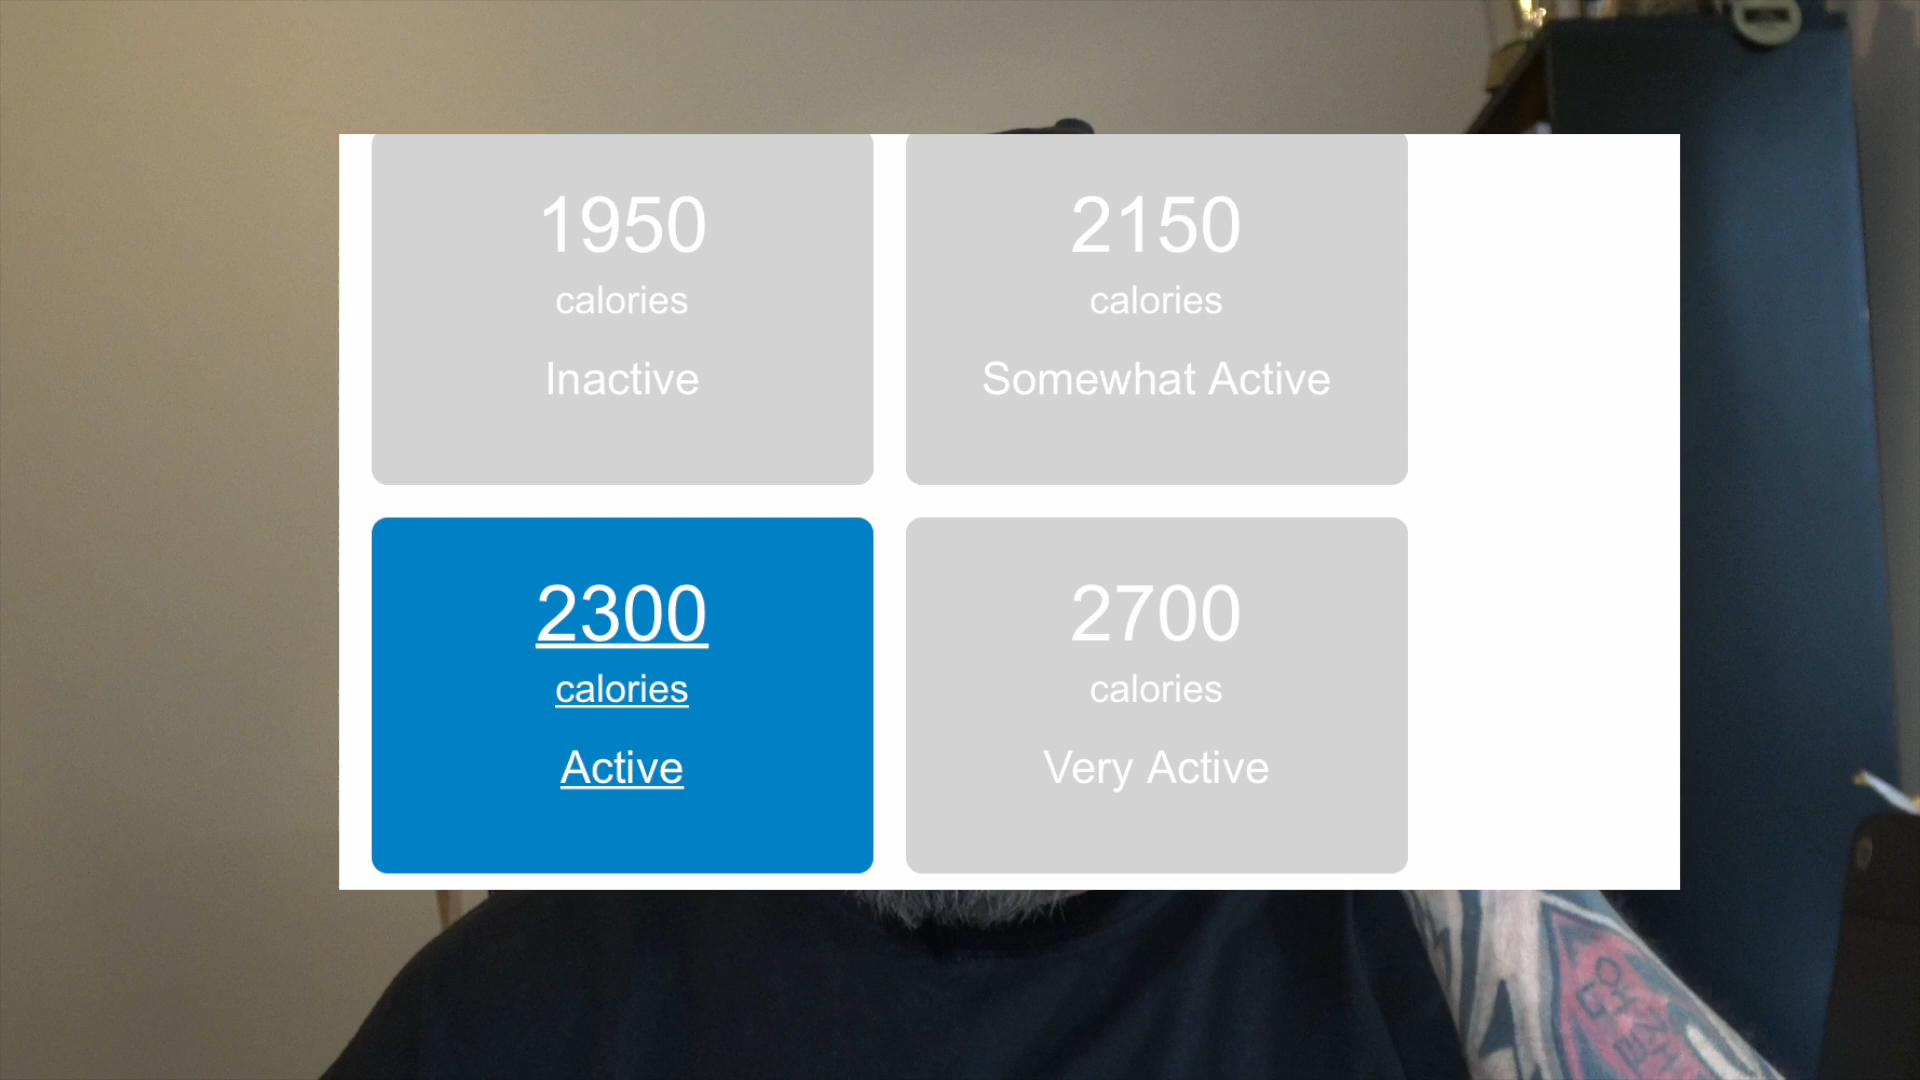 1950
calories
Inactive
2150
calories
Somewhat Active
2300
calories
Active
2700
calories
Very Active